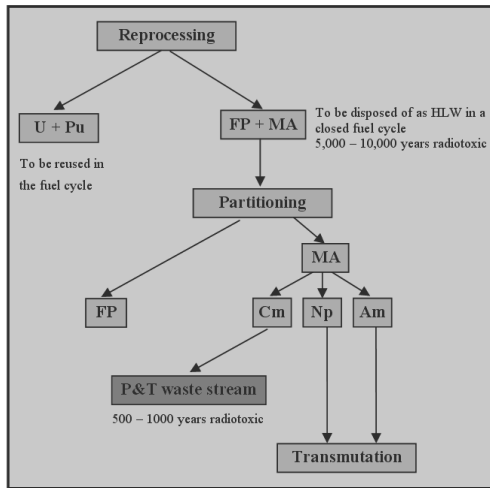 Reprocessing
U + Pu
To be reused in
the fuel cycle
FP + MA
To be disposed of as HLW in a
closed fuel cycle
5,000 – 10,000 years radiotoxic
Partitioning
MA
FP
Cm
Np
Am
P&T waste stream
500 – 1000 years radiotoxic
Transmutation